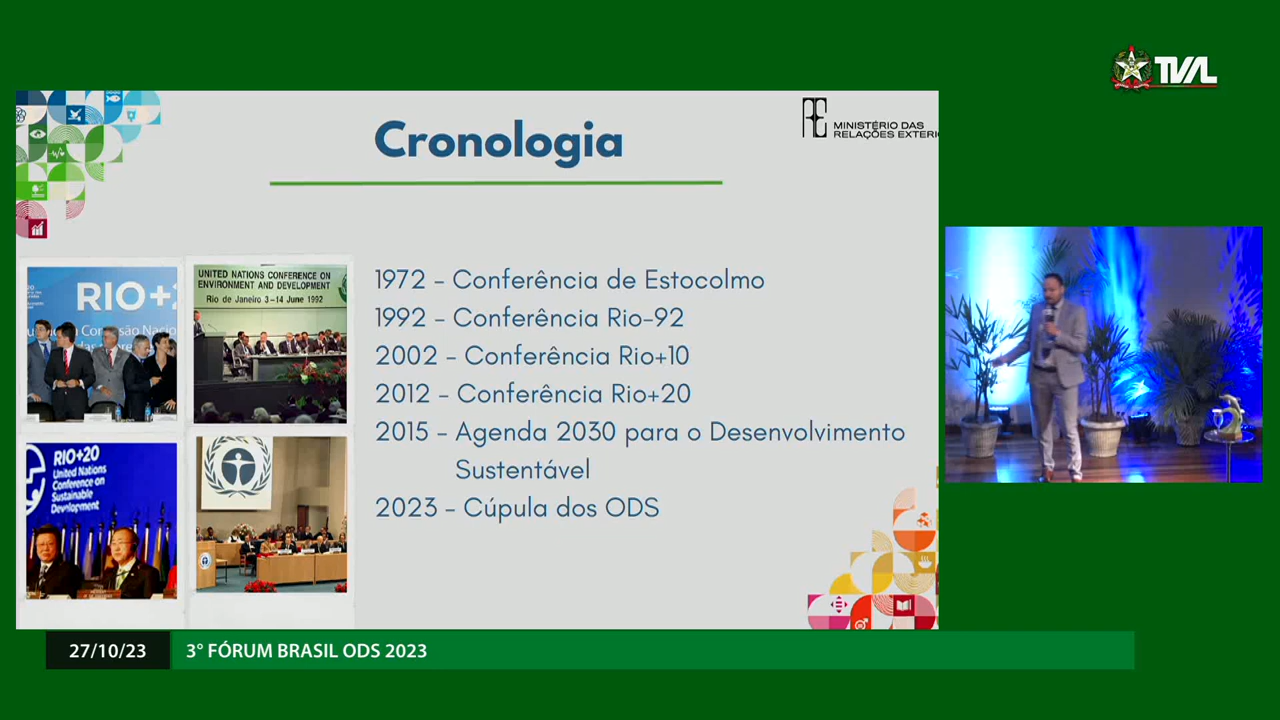 TVAL
Cronologia
MINISTÉRIO DAS
RELAÇÕES EXTERI
RIO+2
UNITED NATIONS CONFERENCE ON
ENVIRONMENT AND DEVELOPMENT
Rio de Janeiro 3-14 June 1992
RIO+20
United Nations
Conference on
Sustainable
Development
1972 - Conferência de Estocolmo
1992 - Conferência Rio-92
2002 - Conferência Rio+10
2012 - Conferência Rio+20
2015 - Agenda 2030 para o Desenvolvimento
Sustentável
2023 - Cúpula dos ODS
27/10/23
3° FÓRUM BRASIL ODS 2023